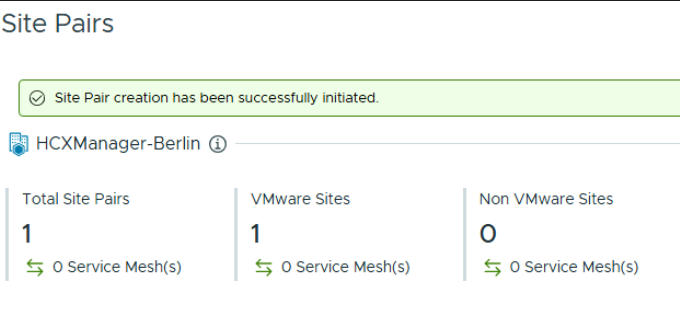 Site Pairs
Site Pair creation has been successfully initiated.
HCXManager-Berlin
Total Site Pairs VMware Sites Non VMware Sites
1 1 0
0 Service Mesh(s) 0 Service Mesh(s) 0 Service Mesh(s)